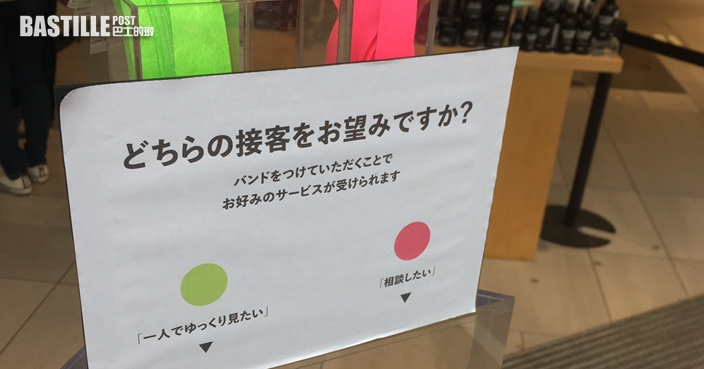 BASTILLE POST
巴士的報
どちらの接客をお望みですか?
バンドをつけていただくことで
お好みのサービスが受けられます
「一人でゆっくり見たい」
「相談したい」